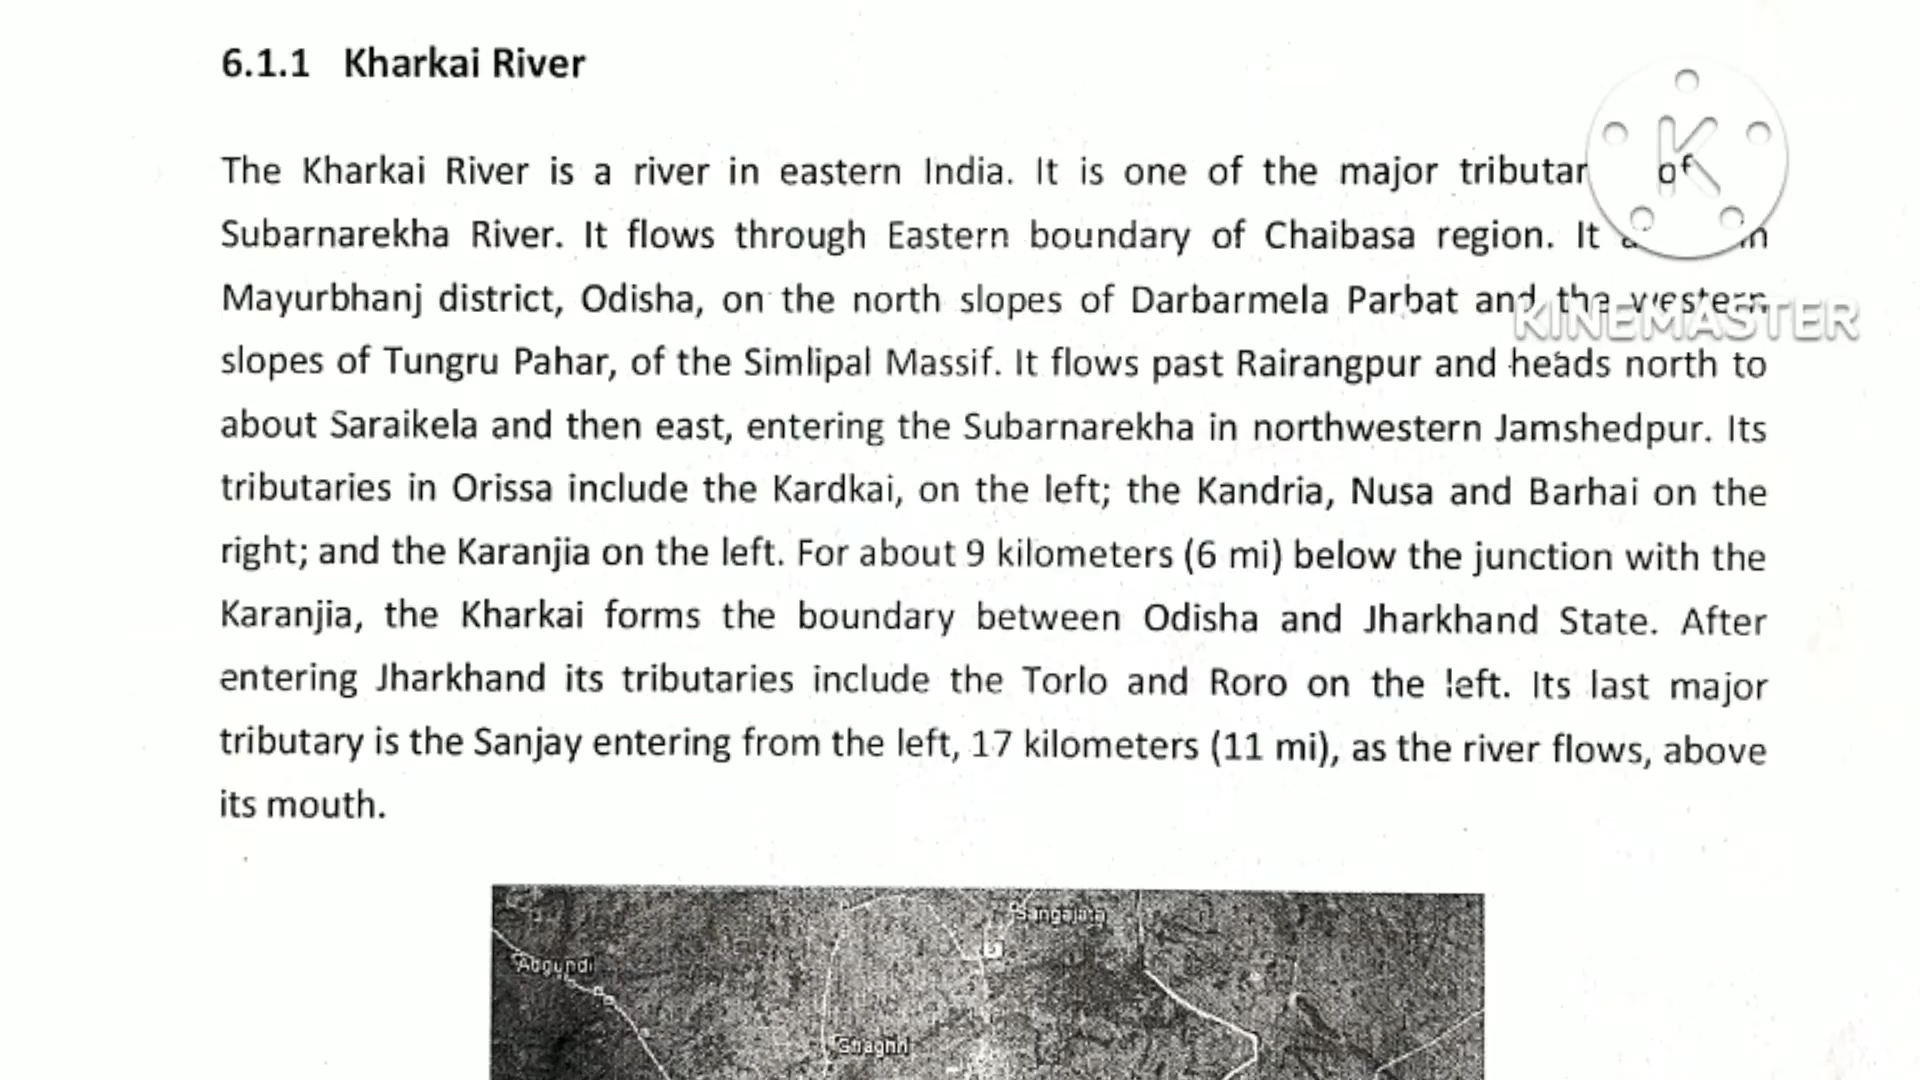 6.1.1 Kharkai River
The Kharkai River is a river in eastern India. It is one of the major tributar of
Subarnarekha River. It flows through Eastern boundary of Chaibasa region. It in
Mayurbhanj district, Odisha, on the north slopes of Darbarmela Parbat and the western
slopes of Tungru Pahar, of the Simlipal Massif. It flows past Rairangpur and heads north to
about Saraikela and then east, entering the Subarnarekha in northwestern Jamshedpur. Its
tributaries in Orissa include the Kardkai, on the left; the Kandria, Nusa and Barhai on the
right; and the Karanjia on the left. For about 9 kilometers (6 mi) below the junction with the
Karanjia, the Kharkai forms the boundary between Odisha and Jharkhand State. After
entering Jharkhand its tributaries include the Torlo and Roro on the left. Its last major
tributary is the Sanjay entering from the left, 17 kilometers (11 mi), as the river flows, above
its mouth.
K
KINEMASTER
Sangajata
Abgundi
Ghaghri